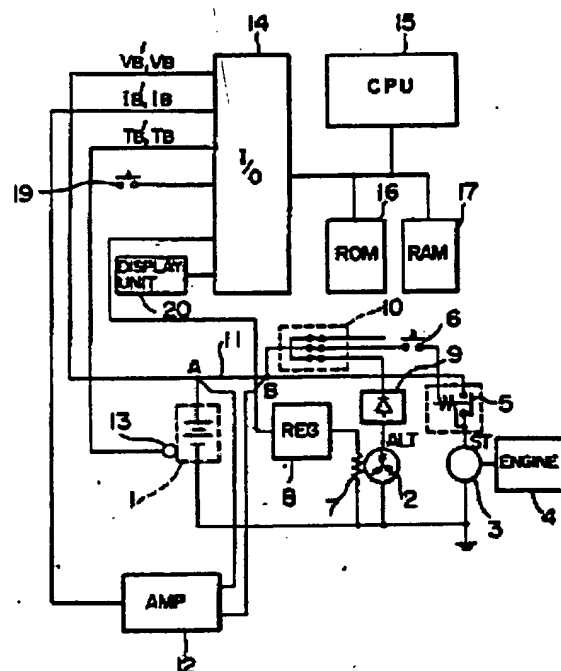 14
15
VB', VB
IB', IB
TB', TB
I/O
CPU
19
16
17
ROM
RAM
DISPLAY
UNIT
20
10
6
11
9
A
B
5
13
REG
ALT
ST
ENGINE
1
8
7
2
3
4
AMP
12